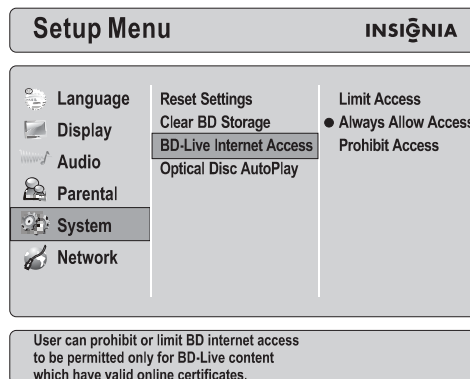 Setup Menu
INSIGNIA
Language
Display
Audio
Parental
System
Network
Reset Settings
Clear BD Storage
BD-Live Internet Access
Optical Disc AutoPlay
Limit Access
Always Allow Access
Prohibit Access
User can prohibit or limit BD internet access
to be permitted only for BD-Live content
which have valid online certificates.